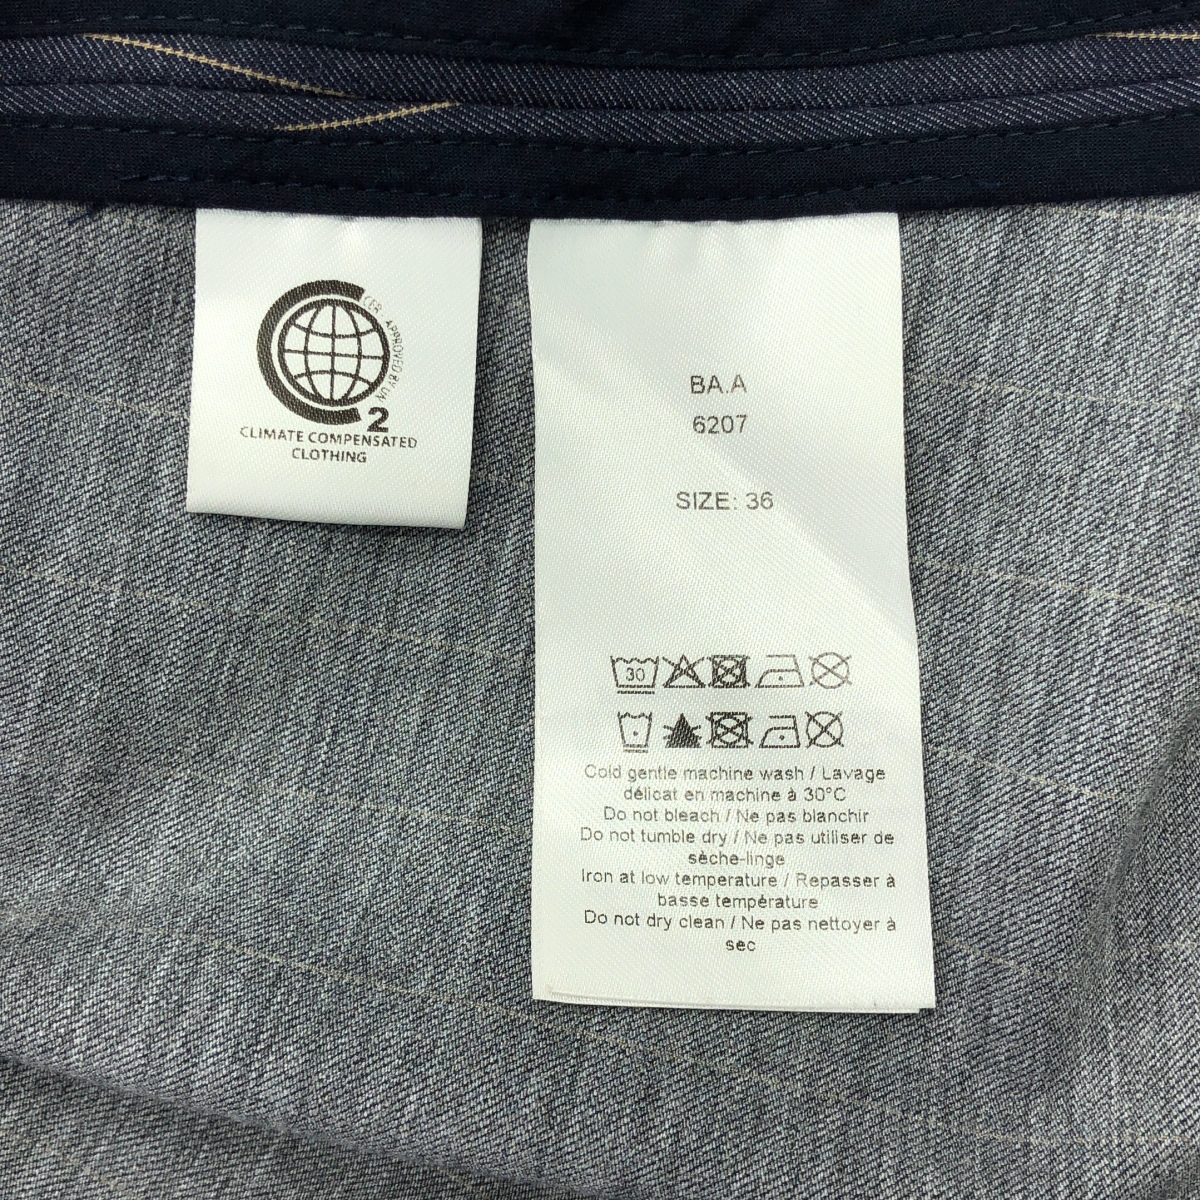 CER - APPROVED BY UN
2
CLIMATE COMPENSATED
CLOTHING
BA.A
6207
SIZE: 36
30
Cold gentle machine wash / Lavage
délicat en machine à 30°C
Do not bleach / Ne pas blanchir
Do not tumble dry / Ne pas utiliser de
sèche-linge
Iron at low temperature / Repasser à
basse température
Do not dry clean / Ne pas nettoyer à
sec